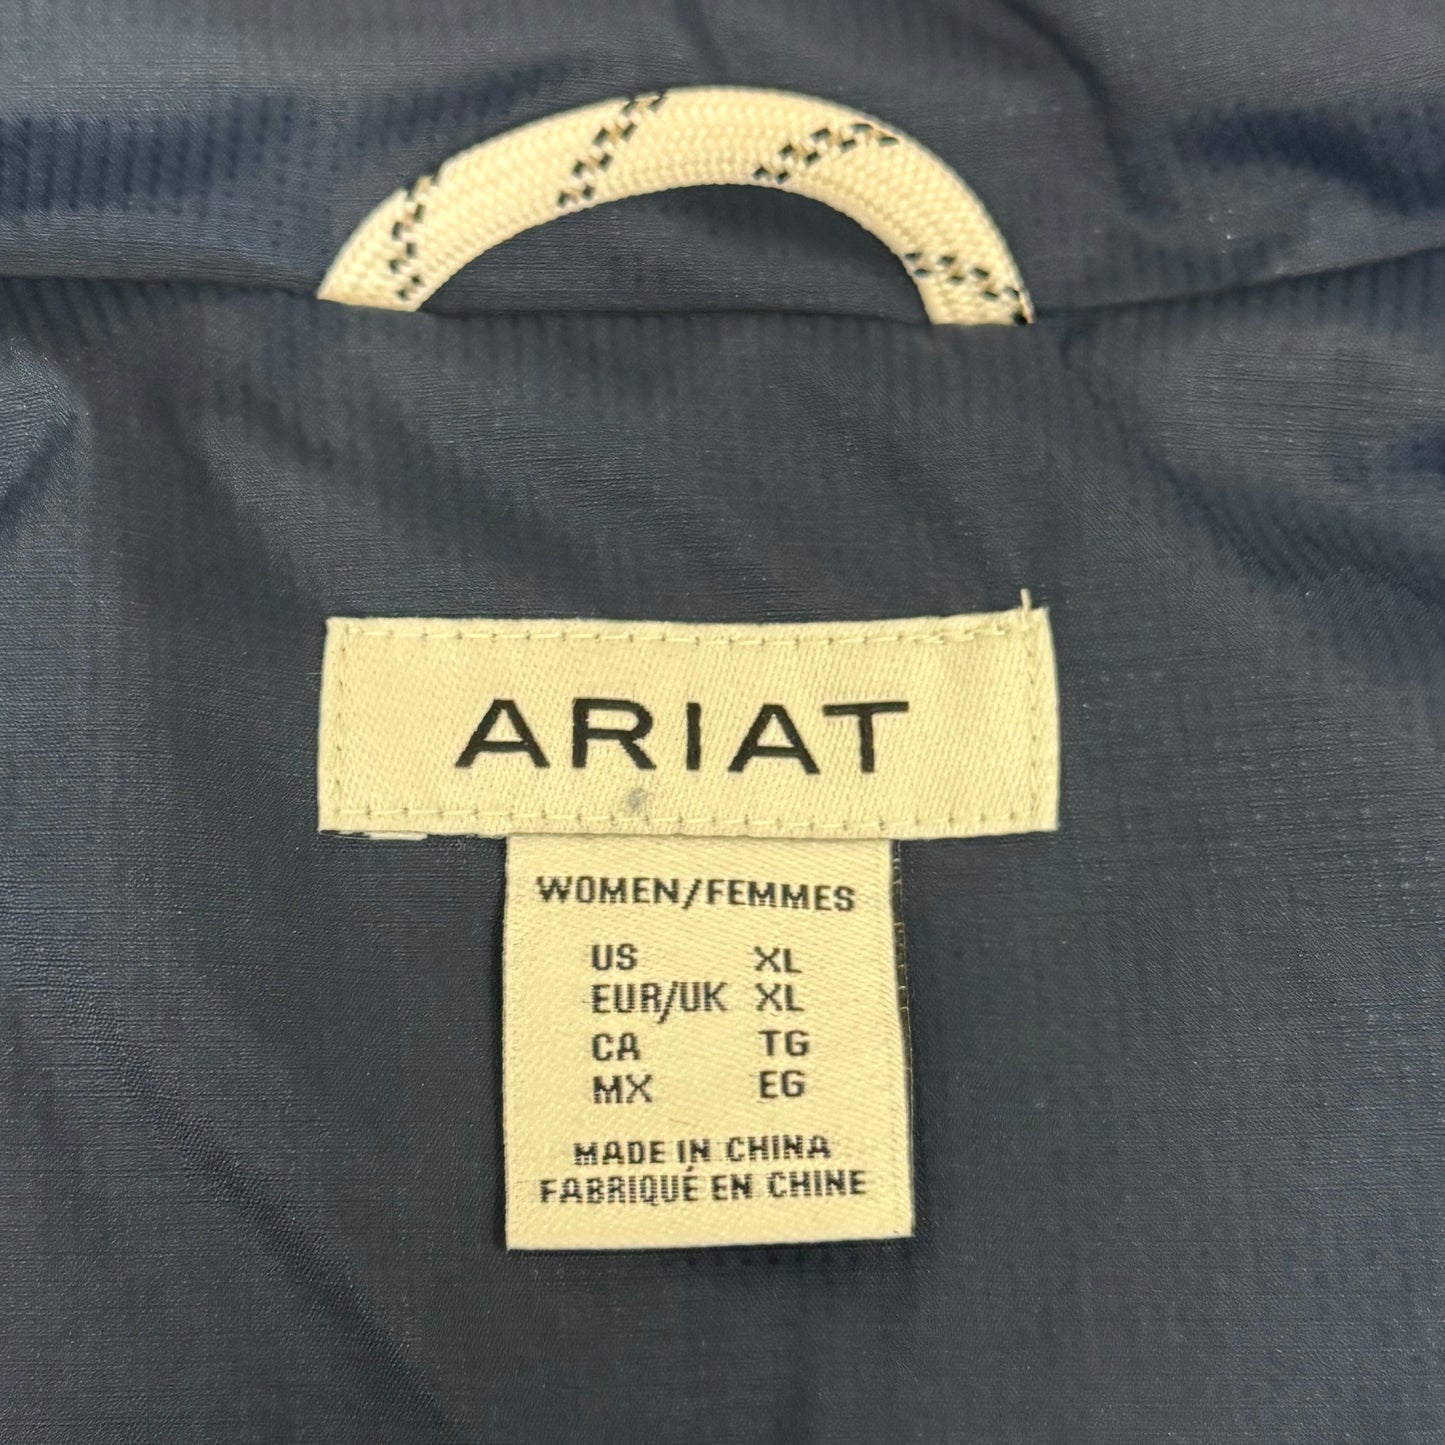 ARIAT
WOMEN/FEMMES
US XL
EUR/UK XL
CA TG
MX EG
MADE IN CHINA
FABRIQUÉ EN CHINE